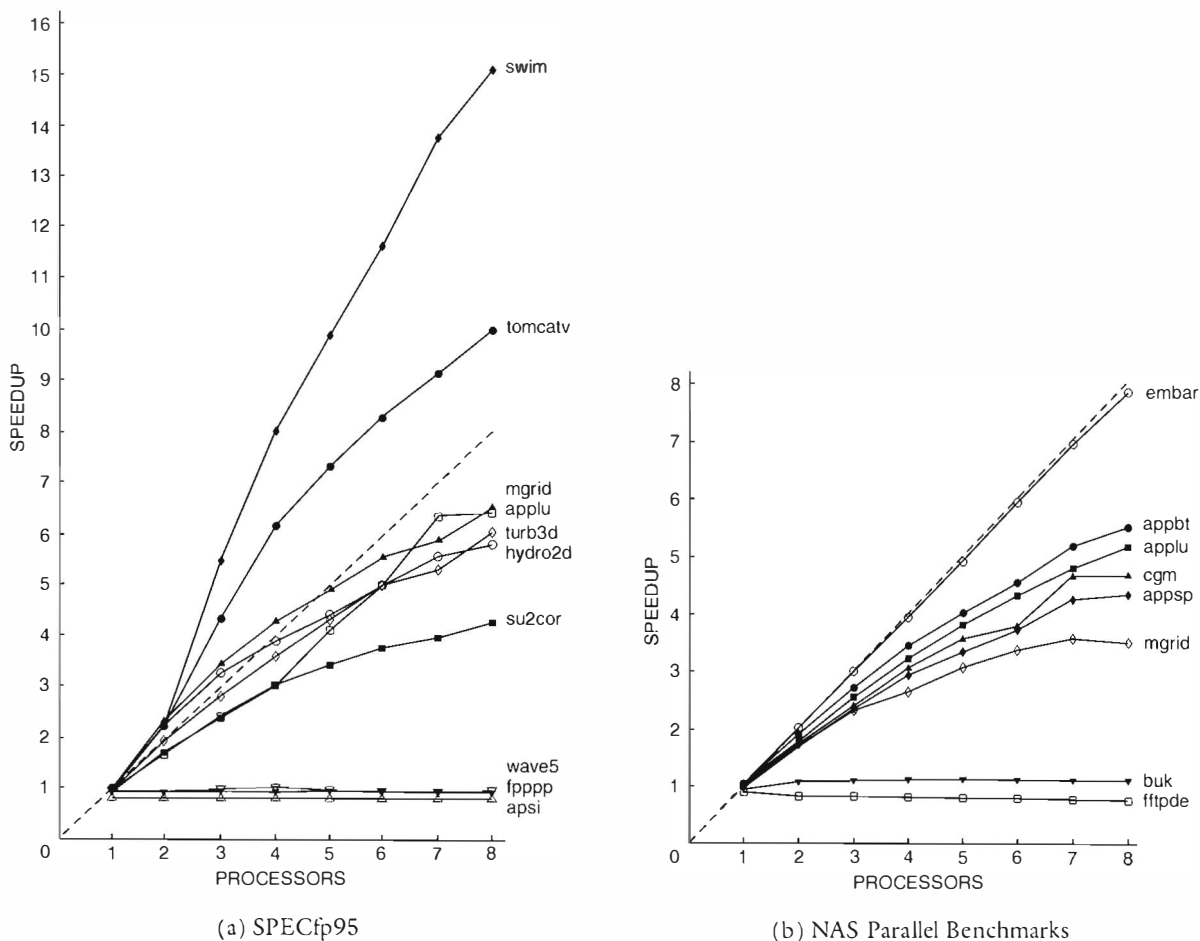 16
15
14
13
12
11
10
9
8
7
6
5
4
3
2
1
0
SPEEDUP
swim
tomcatv
mgrid
applu
turb3d
hydro2d
su2cor
wave5
fpppp
apsi
1 2 3 4 5 6 7 8
PROCESSORS
(a) SPECfp95
8
7
6
5
4
3
2
1
0
SPEEDUP
embar
appbt
applu
cgm
appsp
mgrid
buk
fftpde
1 2 3 4 5 6 7 8
PROCESSORS
(b) NAS Parallel Benchmarks